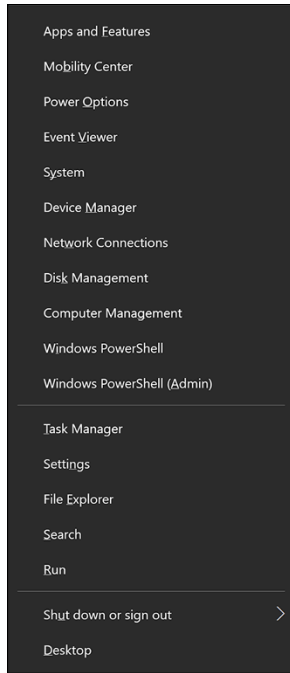 Apps and Features
Mobility Center
Power Options
Event Viewer
System
Device Manager
Network Connections
Disk Management
Computer Management
Windows PowerShell
Windows PowerShell (Admin)
Task Manager
Settings
File Explorer
Search
Run
Shut down or sign out
Desktop